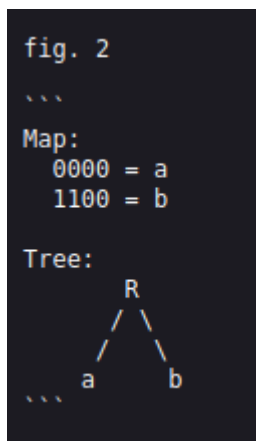 fig. 2
```
Map:
  0000 = a
  1100 = b

Tree:
       R
      / \
     /   \
    a     b
```